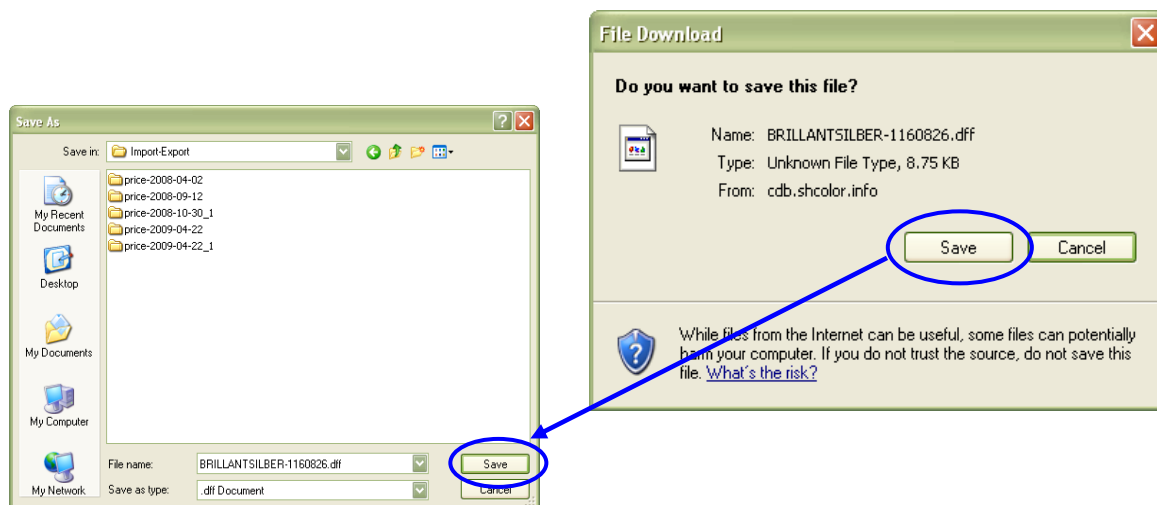 File Download
Do you want to save this file?
Name: BRILLANTSILBER-1160826.dff
Type: Unknown File Type, 8.75 KB
From: cdb.shcolor.info
Save Cancel
While files from the Internet can be useful, some files can potentially
harm your computer. If you do not trust the source, do not save this
file. What's the risk?
Save As
Save in: Import-Export
My Recent
Documents
Desktop
My Documents
My Computer
My Network
price-2008-04-02
price-2008-09-12
price-2008-10-30_1
price-2009-04-22
price-2009-04-22_1
File name: BRILLANTSILBER-1160826.dff Save
Save as type: .dff Document Cancel